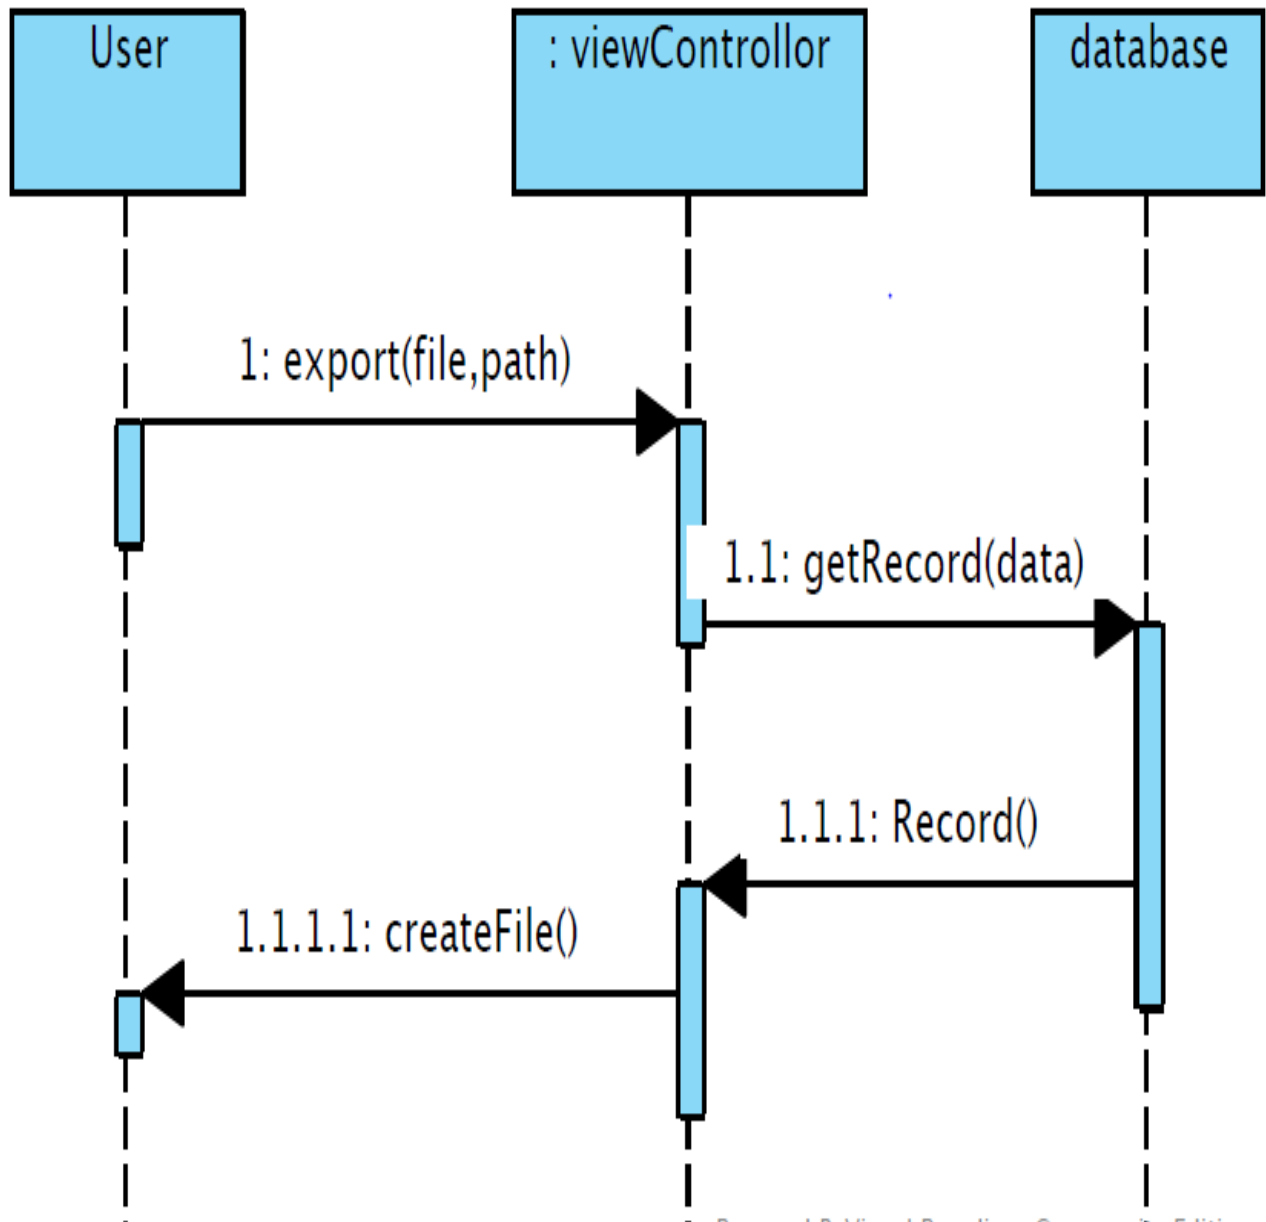 User
: viewControllor
database
1: export(file,path)
1.1: getRecord(data)
1.1.1: Record()
1.1.1.1: createFile()